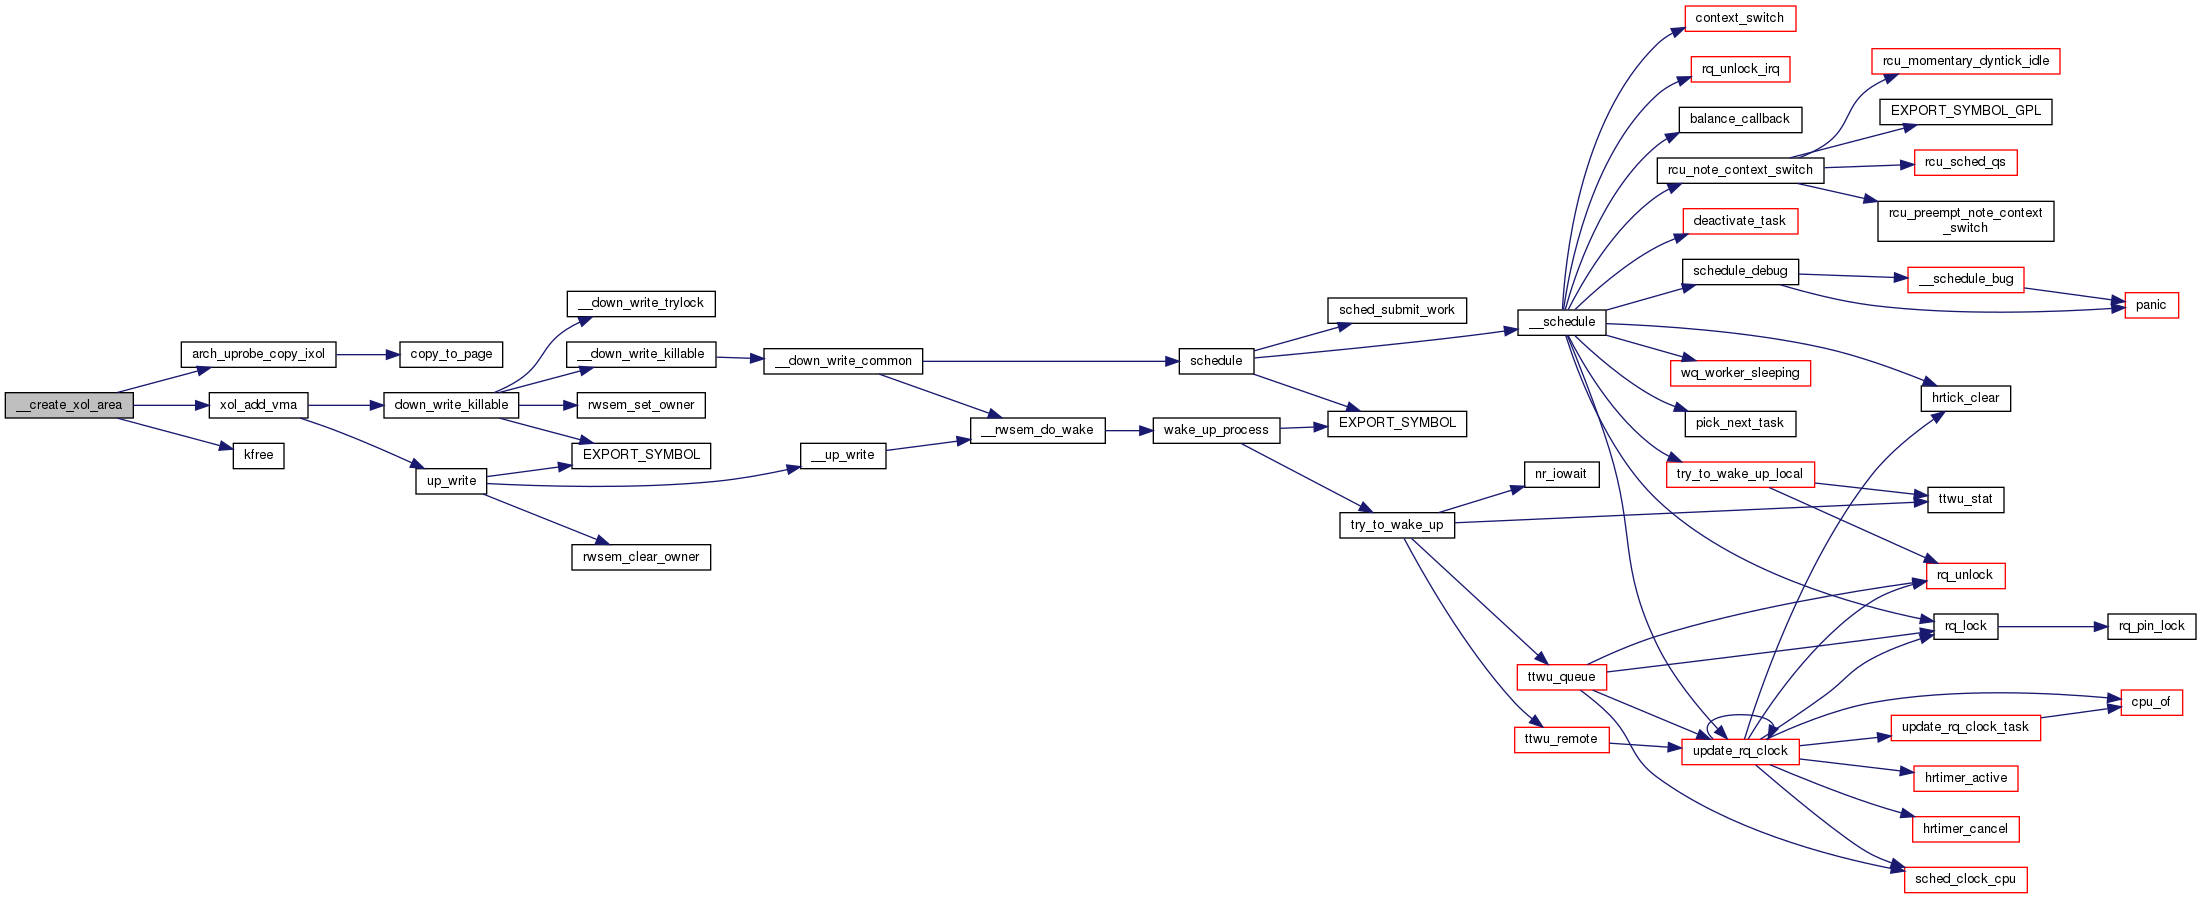 __create_xol_area
arch_uprobe_copy_ixol
xol_add_vma
kfree
copy_to_page
down_write_killable
up_write
__down_write_trylock
__down_write_killable
rwsem_set_owner
EXPORT_SYMBOL
rwsem_clear_owner
__down_write_common
__up_write
__rwsem_do_wake
schedule
wake_up_process
sched_submit_work
EXPORT_SYMBOL
try_to_wake_up
__schedule
nr_iowait
ttwu_queue
ttwu_remote
context_switch
rq_unlock_irq
balance_callback
rcu_note_context_switch
deactivate_task
schedule_debug
wq_worker_sleeping
pick_next_task
try_to_wake_up_local
update_rq_clock
rcu_momentary_dyntick_idle
EXPORT_SYMBOL_GPL
rcu_sched_qs
rcu_preempt_note_context
_switch
__schedule_bug
hrtick_clear
ttwu_stat
rq_unlock
rq_lock
update_rq_clock_task
hrtimer_active
hrtimer_cancel
sched_clock_cpu
panic
rq_pin_lock
cpu_of